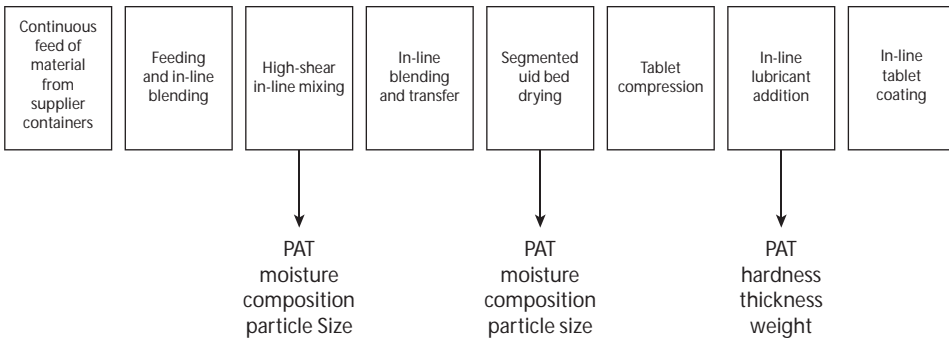 Continuous
feed of
material
from
supplier
containers
Feeding
and in-line
blending
High-shear
in-line mixing
In-line
blending
and transfer
Segmented
uid bed
drying
Tablet
compression
In-line
lubricant
addition
In-line
tablet
coating
PAT
moisture
composition
particle Size
PAT
moisture
composition
particle size
PAT
hardness
thickness
weight